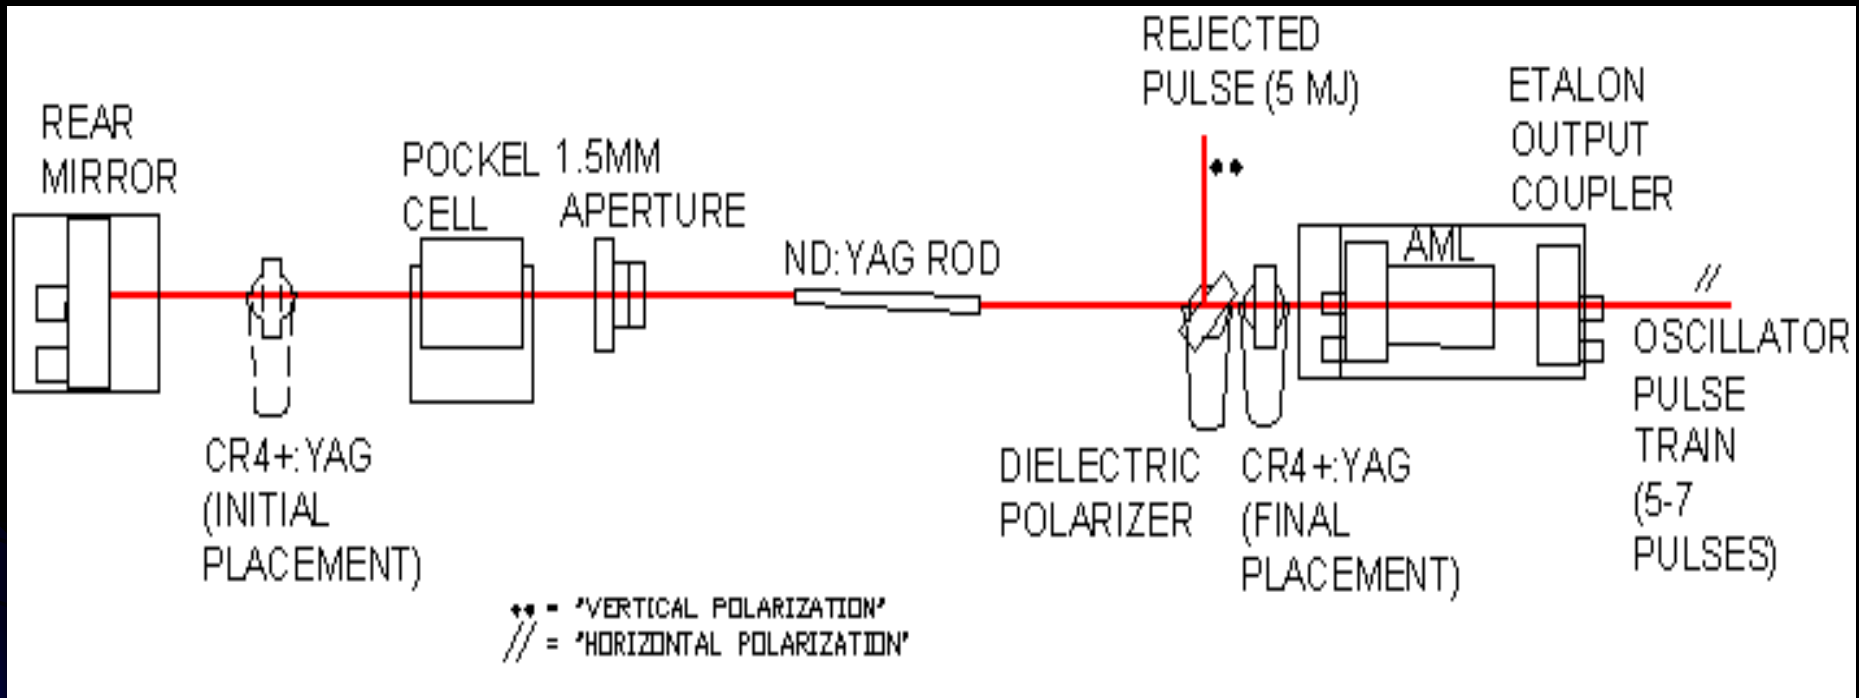 REJECTED
PULSE (5 MJ)
ETALON
OUTPUT
COUPLER
REAR
MIRROR
POCKEL
CELL
1.5MM
APERTURE
ND:YAG ROD
AML
//
OSCILLATOR
PULSE
TRAIN
(5-7
PULSES)
CR4+:YAG
(INITIAL
PLACEMENT)
DIELECTRIC
POLARIZER
CR4+:YAG
(FINAL
PLACEMENT)
•• = "VERTICAL POLARIZATION"
// = "HORIZONTAL POLARIZATION"